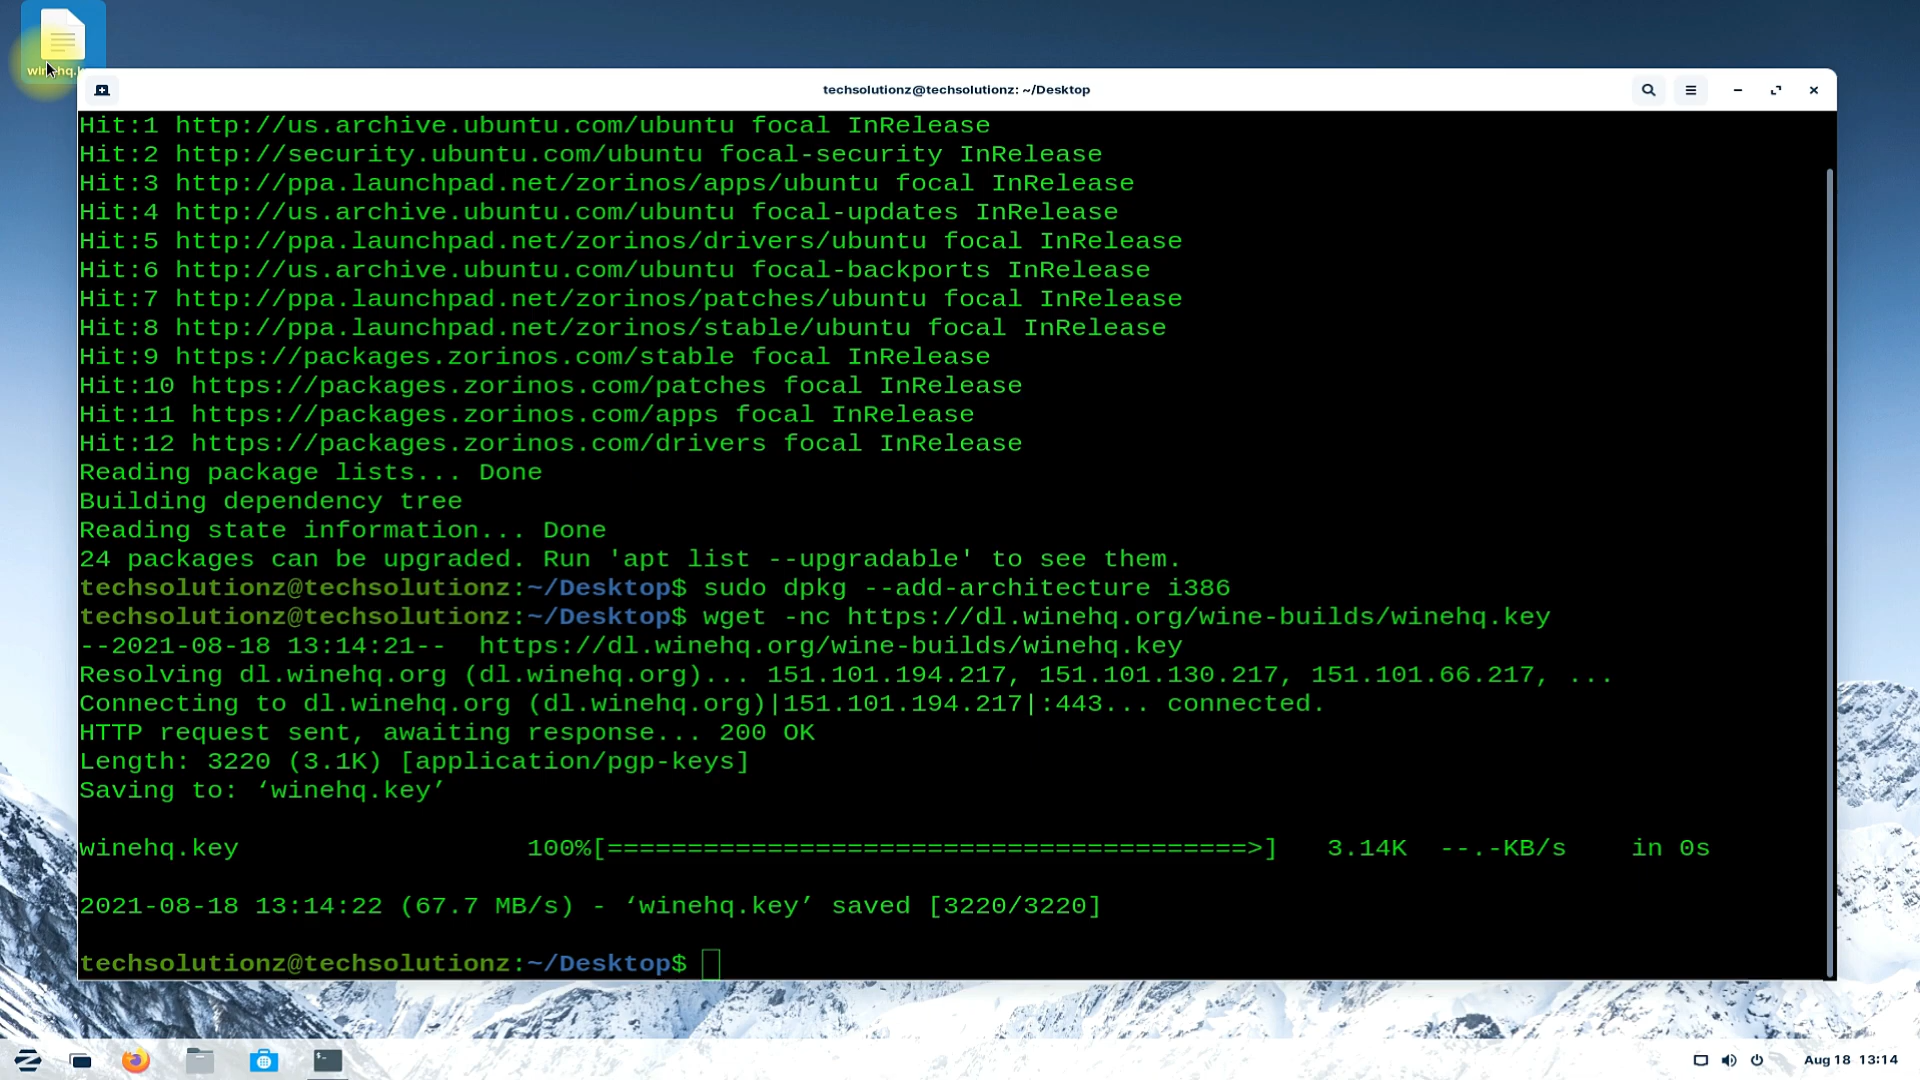 winehq.k
techsolutionz@techsolutionz: ~/Desktop
Hit:1 http://us.archive.ubuntu.com/ubuntu focal InRelease
Hit:2 http://security.ubuntu.com/ubuntu focal-security InRelease
Hit:3 http://ppa.launchpad.net/zorinos/apps/ubuntu focal InRelease
Hit:4 http://us.archive.ubuntu.com/ubuntu focal-updates InRelease
Hit:5 http://ppa.launchpad.net/zorinos/drivers/ubuntu focal InRelease
Hit:6 http://us.archive.ubuntu.com/ubuntu focal-backports InRelease
Hit:7 http://ppa.launchpad.net/zorinos/patches/ubuntu focal InRelease
Hit:8 http://ppa.launchpad.net/zorinos/stable/ubuntu focal InRelease
Hit:9 https://packages.zorinos.com/stable focal InRelease
Hit:10 https://packages.zorinos.com/patches focal InRelease
Hit:11 https://packages.zorinos.com/apps focal InRelease
Hit:12 https://packages.zorinos.com/drivers focal InRelease
Reading package lists... Done
Building dependency tree
Reading state information... Done
24 packages can be upgraded. Run 'apt list --upgradable' to see them.
techsolutionz@techsolutionz:~/Desktop$ sudo dpkg --add-architecture i386
techsolutionz@techsolutionz:~/Desktop$ wget -nc https://dl.winehq.org/wine-builds/winehq.key
--2021-08-18 13:14:21--  https://dl.winehq.org/wine-builds/winehq.key
Resolving dl.winehq.org (dl.winehq.org)... 151.101.194.217, 151.101.130.217, 151.101.66.217, ...
Connecting to dl.winehq.org (dl.winehq.org)|151.101.194.217|:443... connected.
HTTP request sent, awaiting response... 200 OK
Length: 3220 (3.1K) [application/pgp-keys]
Saving to: ‘winehq.key’
winehq.key 100%[========================================>] 3.14K --.-KB/s in 0s
2021-08-18 13:14:22 (67.7 MB/s) - ‘winehq.key’ saved [3220/3220]
techsolutionz@techsolutionz:~/Desktop$
Aug 18 13:14